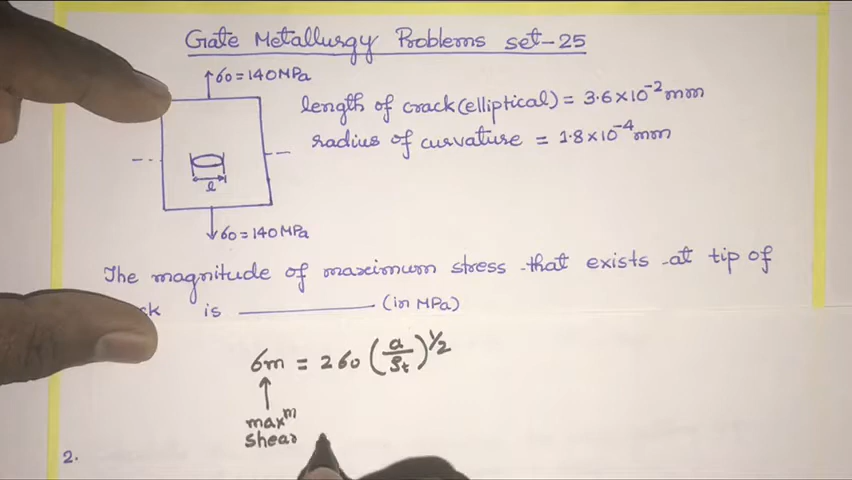 Gate Metallurgy Problems set-25
σ0 = 140 MPa
length of crack (elliptical) = 3.6×10⁻² mm
radius of curvature = 1.8×10⁻⁴ mm
l
σ0 = 140 MPa
The magnitude of maximum stress that exists at tip of
ck is ________ (in MPa)
σm = 2σ0 (a/ρt)^1/2
maxᵐ
shear
2.